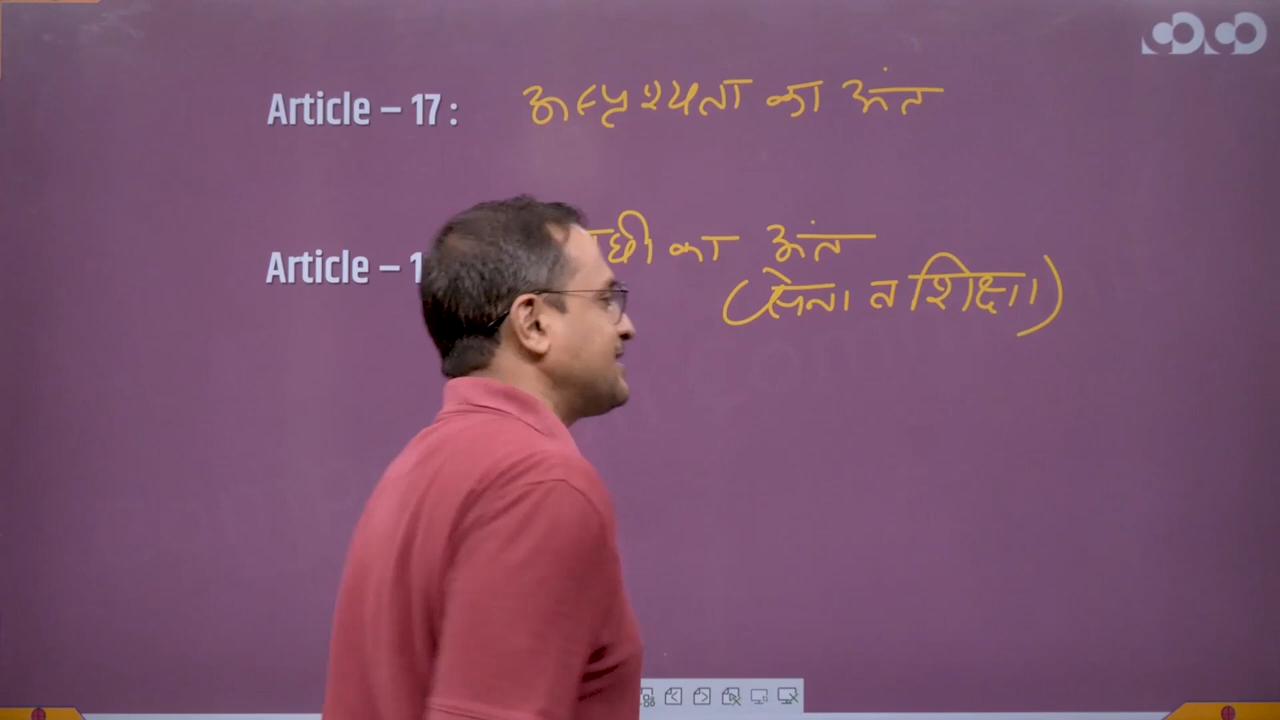 Article – 17 : अस्पृश्यता का अंत
Article – 1 का अंत
(सेना व शिक्षा)